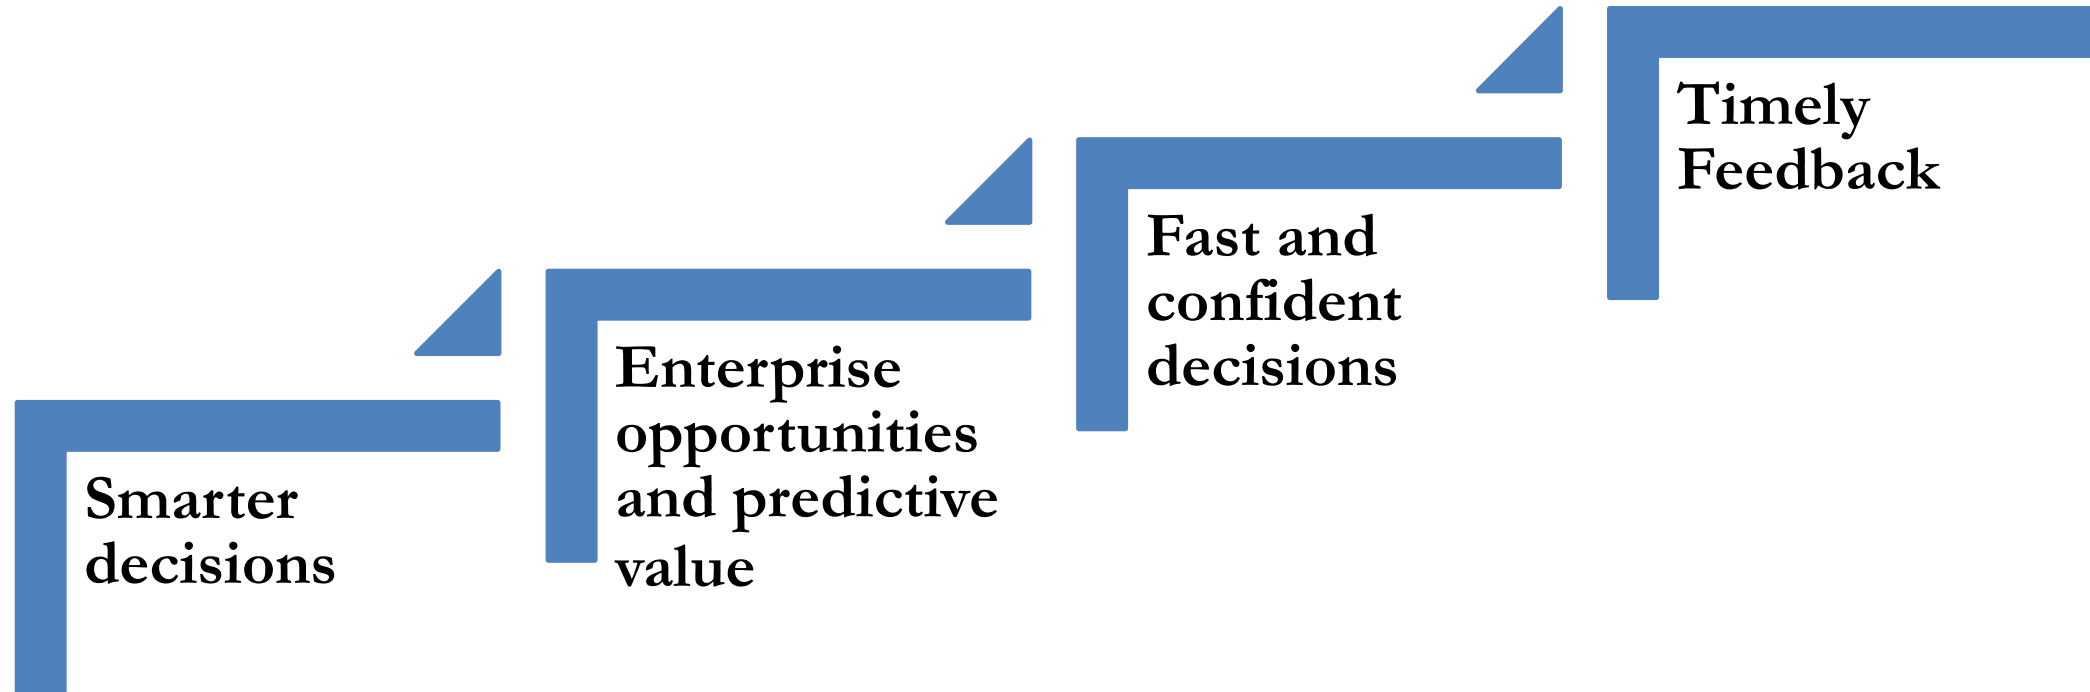 Smarter
decisions
Enterprise
opportunities
and predictive
value
Fast and
confident
decisions
Timely
Feedback